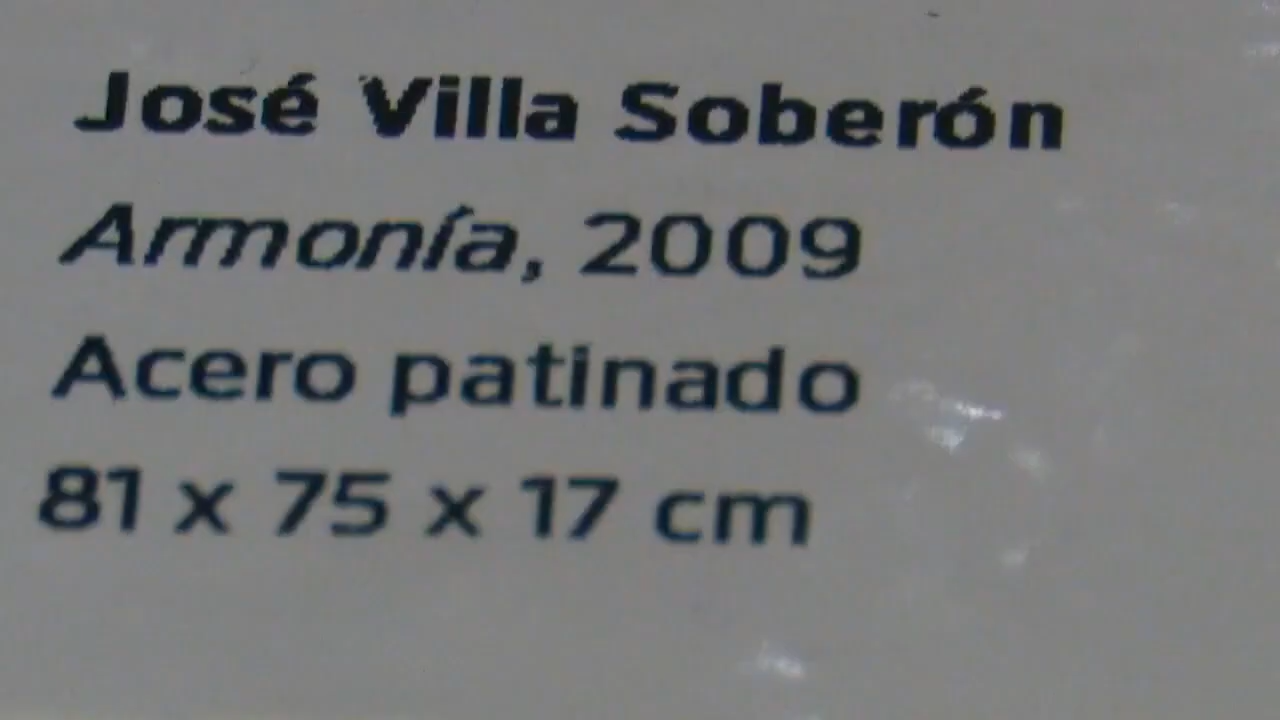 José Villa Soberón
Armonía, 2009
Acero patinado
81 x 75 x 17 cm